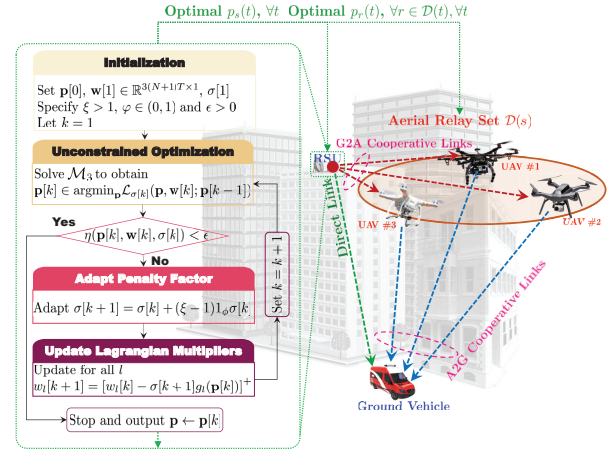 Optimal p_s(t), ∀t Optimal p_r(t), ∀r ∈ D(t), ∀t
Initialization
Set p[0], w[1] ∈ ℝ^{3(N+1)T×1}, σ[1]
Specify ξ > 1, φ ∈ (0, 1) and ϵ > 0
Let k = 1
Unconstrained Optimization
Solve M_3 to obtain
p[k] ∈ argmin_p L_{σ[k]}(p, w[k]; p[k−1])
Yes
η(p[k], w[k], σ[k]) < ϵ
No
Adapt Penalty Factor
Adapt σ[k+1] = σ[k] + (ξ−1)1_ϕσ[k
Update Lagrangian Multipliers
Update for all l
w_l[k+1] = [w_l[k] − σ[k+1]g_l(p[k])]^+
Set k = k + 1
Stop and output p ← p[k]
Aerial Relay Set D(s)
G2A Cooperative Links
RSU
UAV #1
UAV #2
UAV #3
Direct Link
A2G Cooperative Links
Ground Vehicle